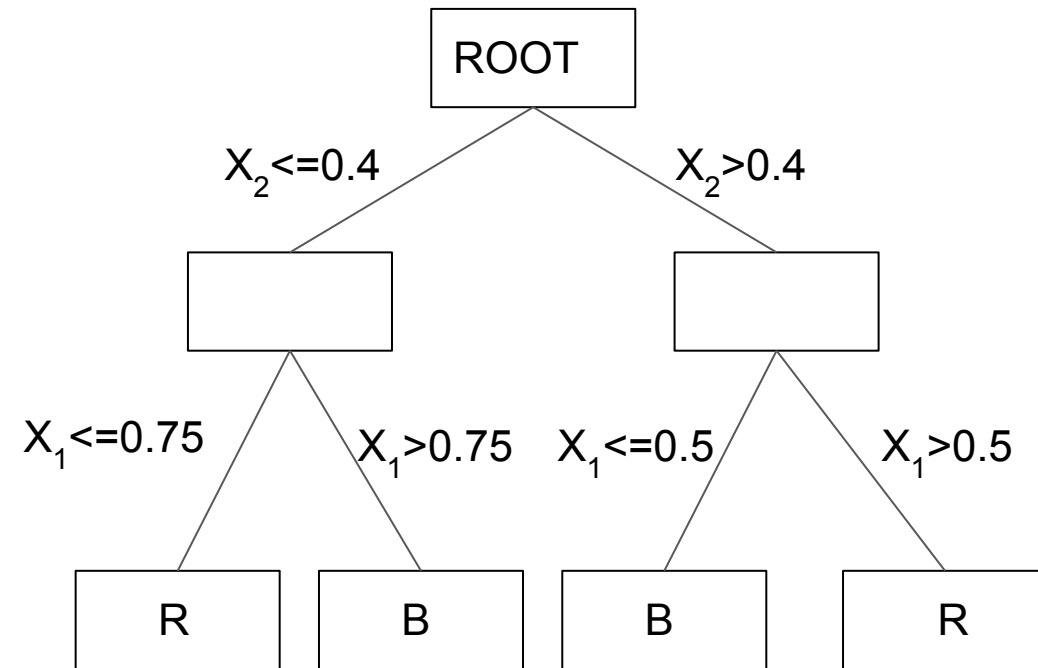 ROOT
X₂<=0.4
X₂>0.4
X₁<=0.75
X₁>0.75
X₁<=0.5
X₁>0.5
R
B
B
R